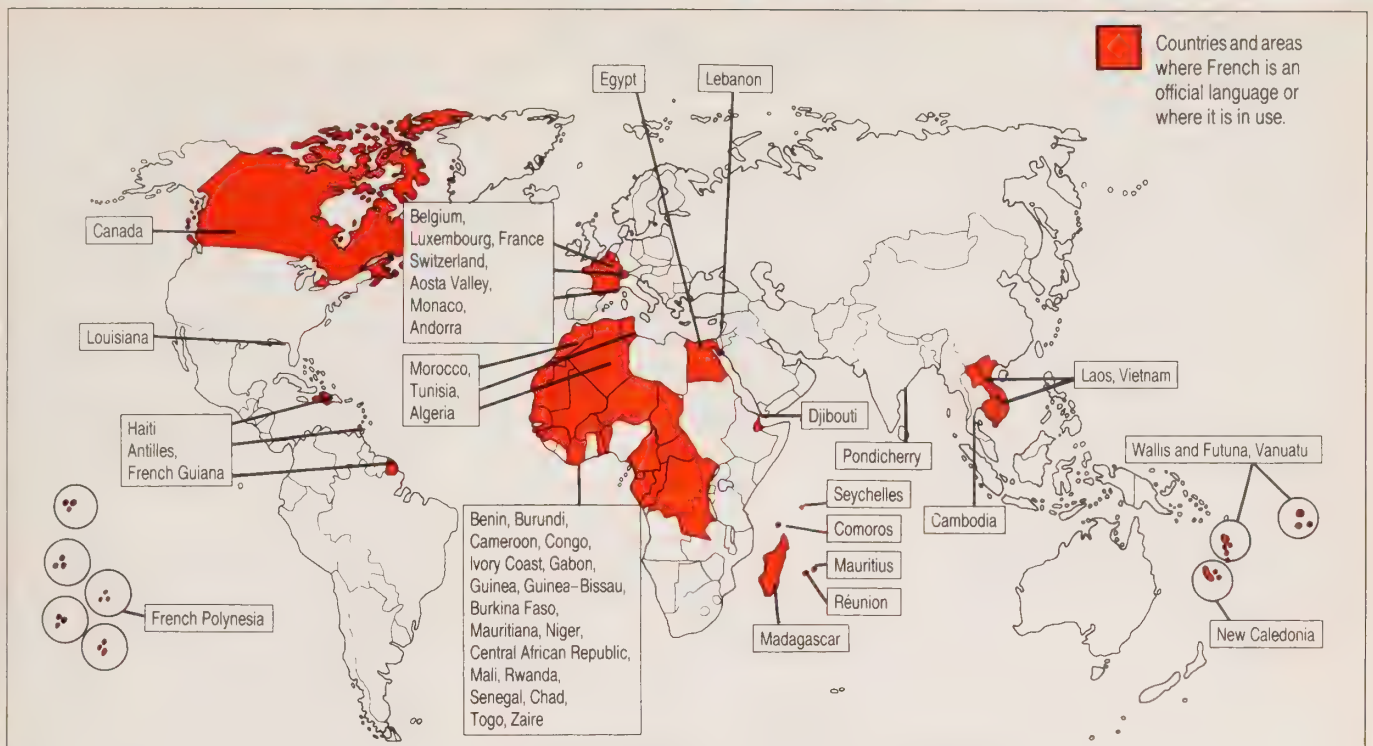 Countries and areas
where French is an
official language or
where it is in use.
Egypt
Lebanon
Canada
Belgium,
Luxembourg, France
Switzerland,
Aosta Valley,
Monaco,
Andorra
Louisiana
Morocco,
Tunisia,
Algeria
Laos, Vietnam
Djibouti
Haiti
Antilles,
French Guiana
Pondicherry
Wallis and Futuna, Vanuatu
Seychelles
Cambodia
Benin, Burundi,
Cameroon, Congo,
Ivory Coast, Gabon,
Guinea, Guinea–Bissau,
Burkina Faso,
Mauritiana, Niger,
Central African Republic,
Mali, Rwanda,
Senegal, Chad,
Togo, Zaire
Comoros
Mauritius
Réunion
French Polynesia
Madagascar
New Caledonia